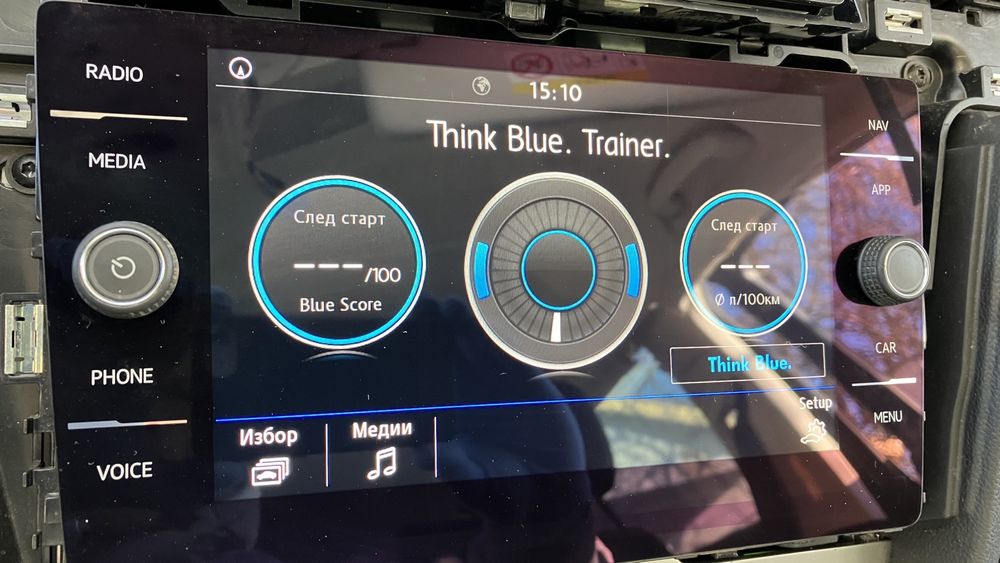 RADIO
MEDIA
PHONE
VOICE
15:10
Think Blue. Trainer.
След старт
---/100
Blue Score
След старт
---
Ø л/100км
Think Blue.
Избор
Медии
Setup
NAV
APP
CAR
MENU